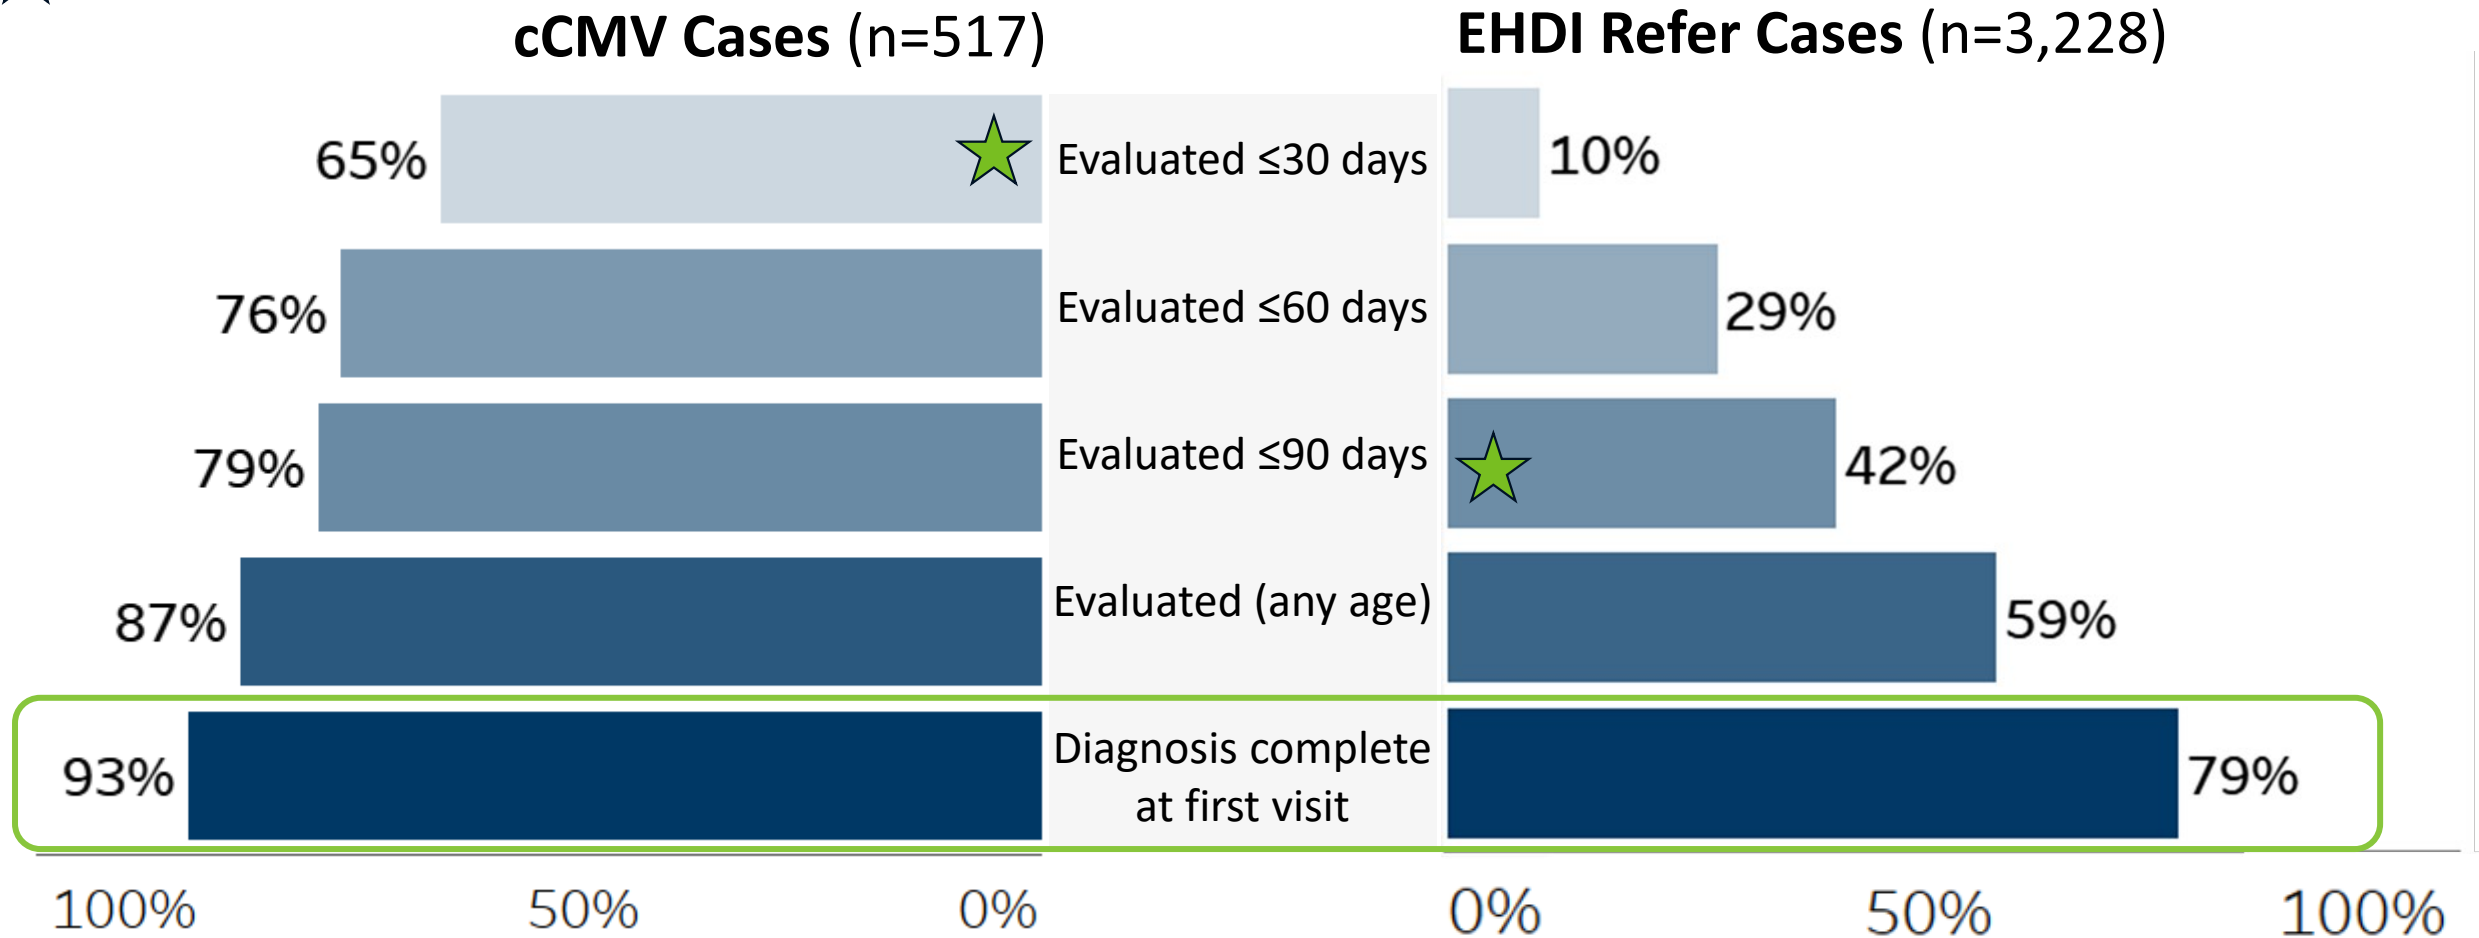 cCMV Cases (n=517)
EHDI Refer Cases (n=3,228)
65%
Evaluated ≤30 days
10%
76%
Evaluated ≤60 days
29%
79%
Evaluated ≤90 days
42%
87%
Evaluated (any age)
59%
93%
Diagnosis complete
at first visit
79%
100% 50% 0%
0% 50% 100%